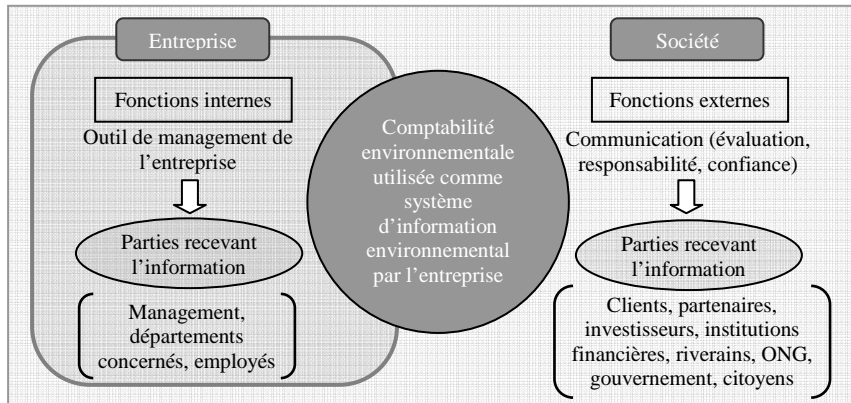 Entreprise
Fonctions internes
Outil de management de
l'entreprise
Parties recevant
l'information
Management,
départements
concernés, employés
Comptabilité
environnementale
utilisée comme
système
d'information
environnemental
par l'entreprise
Société
Fonctions externes
Communication (évaluation,
responsabilité, confiance)
Parties recevant
l'information
Clients, partenaires,
investisseurs, institutions
financières, riverains, ONG,
gouvernement, citoyens